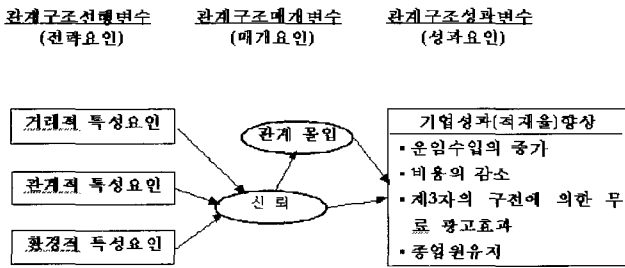 관계구조선행변수 관계구조매개변수 관계구조성과변수
(전략요인) (매개요인) (성과요인)
거래적 특성요인
관계적 특성요인
환경적 특성요인
관계 몰입
신 뢰
기업성과(적재율)향상
▪ 운임수입의 증가
▪ 비용의 감소
▪ 제3자의 구전에 의한 무
료 광고효과
▪ 종업원유지